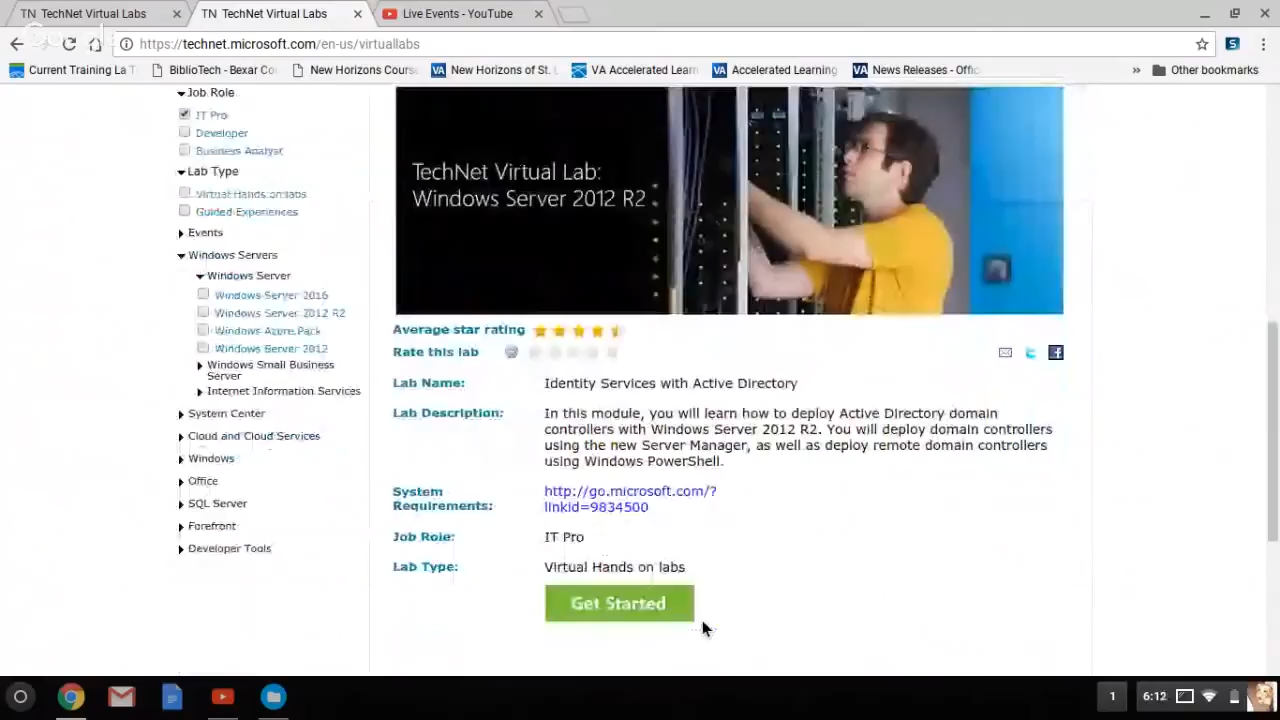 TN TechNet Virtual Labs
TN TechNet Virtual Labs
Live Events - YouTube
https://technet.microsoft.com/en-us/virtuallabs
Current Training La T
BiblioTech - Bexar Co
New Horizons Cours
VA New Horizons of St. L
VA Accelerated Learn
VA Accelerated Learning
VA News Releases - Offic
» Other bookmarks
Job Role
IT Pro
Developer
Business Analyst
Lab Type
Virtual Hands on labs
Guided Experiences
Events
Windows Servers
Windows Server
Windows Server 2016
Windows Server 2012 R2
Windows Azure Pack
Windows Server 2012
Windows Small Business
Server
Internet Information Services
System Center
Cloud and Cloud Services
Windows
Office
SQL Server
Forefront
Developer Tools
TechNet Virtual Lab:
Windows Server 2012 R2
Average star rating
Rate this lab
Lab Name: Identity Services with Active Directory
Lab Description: In this module, you will learn how to deploy Active Directory domain
controllers with Windows Server 2012 R2. You will deploy domain controllers
using the new Server Manager, as well as deploy remote domain controllers
using Windows PowerShell.
System http://go.microsoft.com/?
Requirements: linkid=9834500
Job Role: IT Pro
Lab Type: Virtual Hands on labs
Get Started
1 6:12